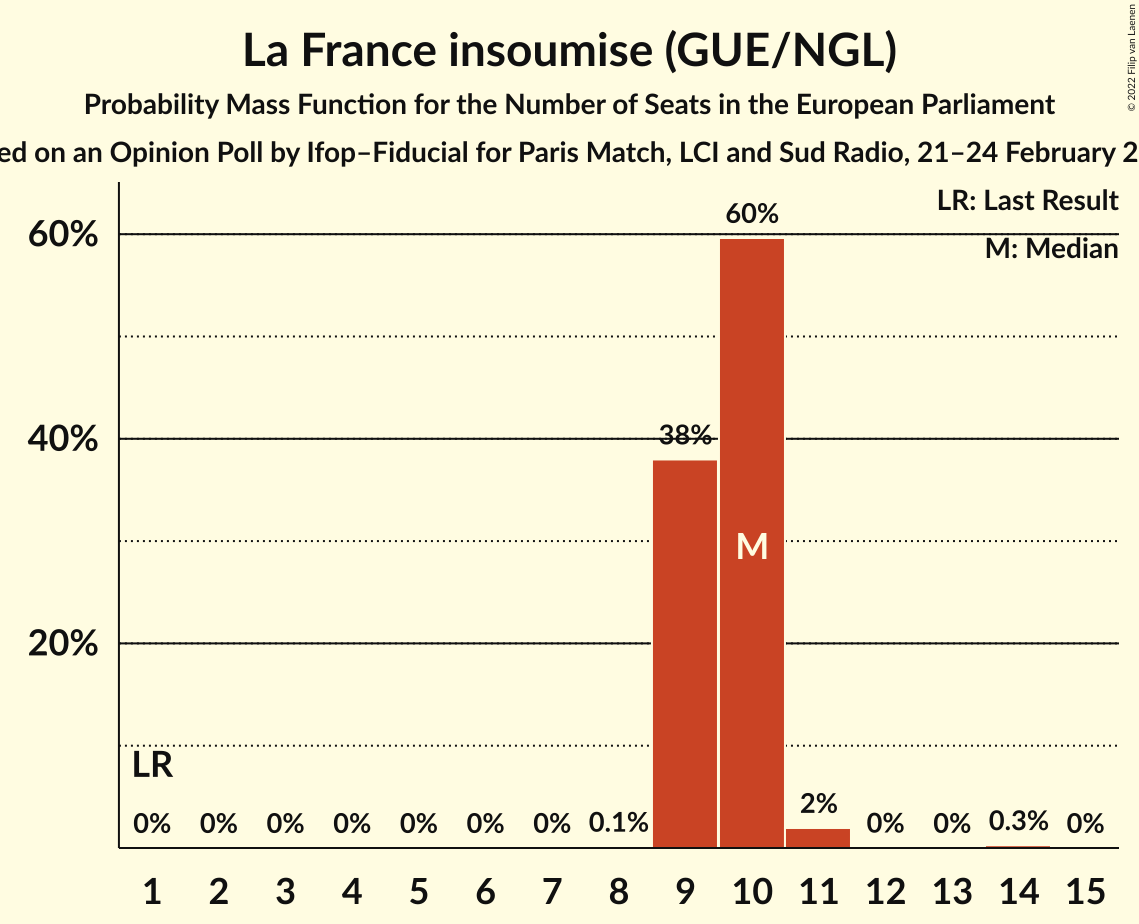 La France insoumise (GUE/NGL)
Probability Mass Function for the Number of Seats in the European Parliament
on an Opinion Poll by Ifop–Fiducial for Paris Match, LCI and Sud Radio, 21–24 February
© 2022 Filip van Laenen
LR: Last Result
M: Median
60%
40%
20%
60%
38%
M
LR
0% 0% 0% 0% 0% 0% 0% 0.1% 2% 0% 0% 0.3% 0%
1 2 3 4 5 6 7 8 9 10 11 12 13 14 15